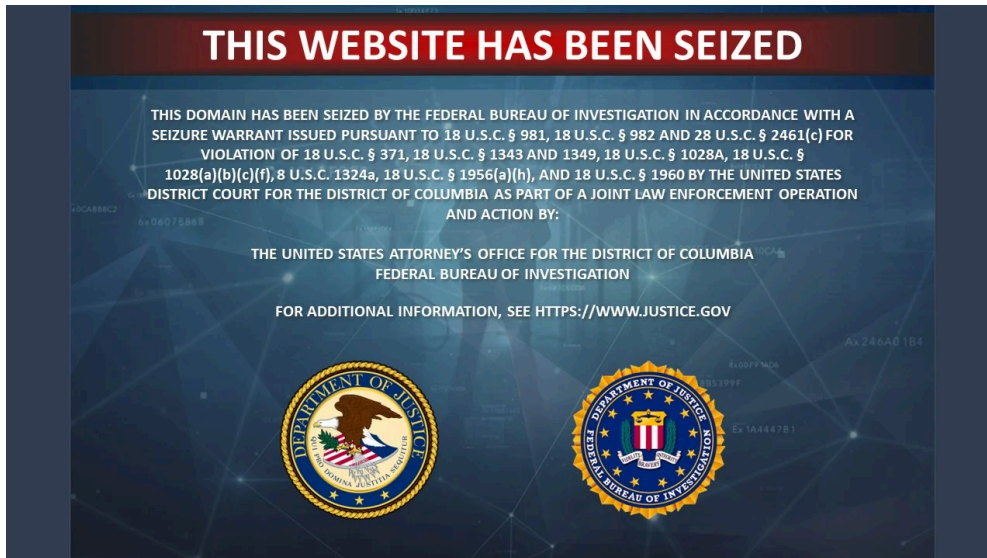 THIS WEBSITE HAS BEEN SEIZED
THIS DOMAIN HAS BEEN SEIZED BY THE FEDERAL BUREAU OF INVESTIGATION IN ACCORDANCE WITH A
SEIZURE WARRANT ISSUED PURSUANT TO 18 U.S.C. § 981, 18 U.S.C. § 982 AND 28 U.S.C. § 2461(c) FOR
VIOLATION OF 18 U.S.C. § 371, 18 U.S.C. § 1343 AND 1349, 18 U.S.C. § 1028A, 18 U.S.C. §
1028(a)(b)(c)(f), 8 U.S.C. 1324a, 18 U.S.C. § 1956(a)(h), AND 18 U.S.C. § 1960 BY THE UNITED STATES
DISTRICT COURT FOR THE DISTRICT OF COLUMBIA AS PART OF A JOINT LAW ENFORCEMENT OPERATION
AND ACTION BY:
THE UNITED STATES ATTORNEY'S OFFICE FOR THE DISTRICT OF COLUMBIA
FEDERAL BUREAU OF INVESTIGATION
FOR ADDITIONAL INFORMATION, SEE HTTPS://WWW.JUSTICE.GOV
Ax246A01B4
DEPARTMENT OF JUSTICE
QUI PRO DOMINA JUSTITIA SEQUITUR
DEPARTMENT OF JUSTICE
FEDERAL BUREAU OF INVESTIGATION
FIDELITY BRAVERY INTEGRITY